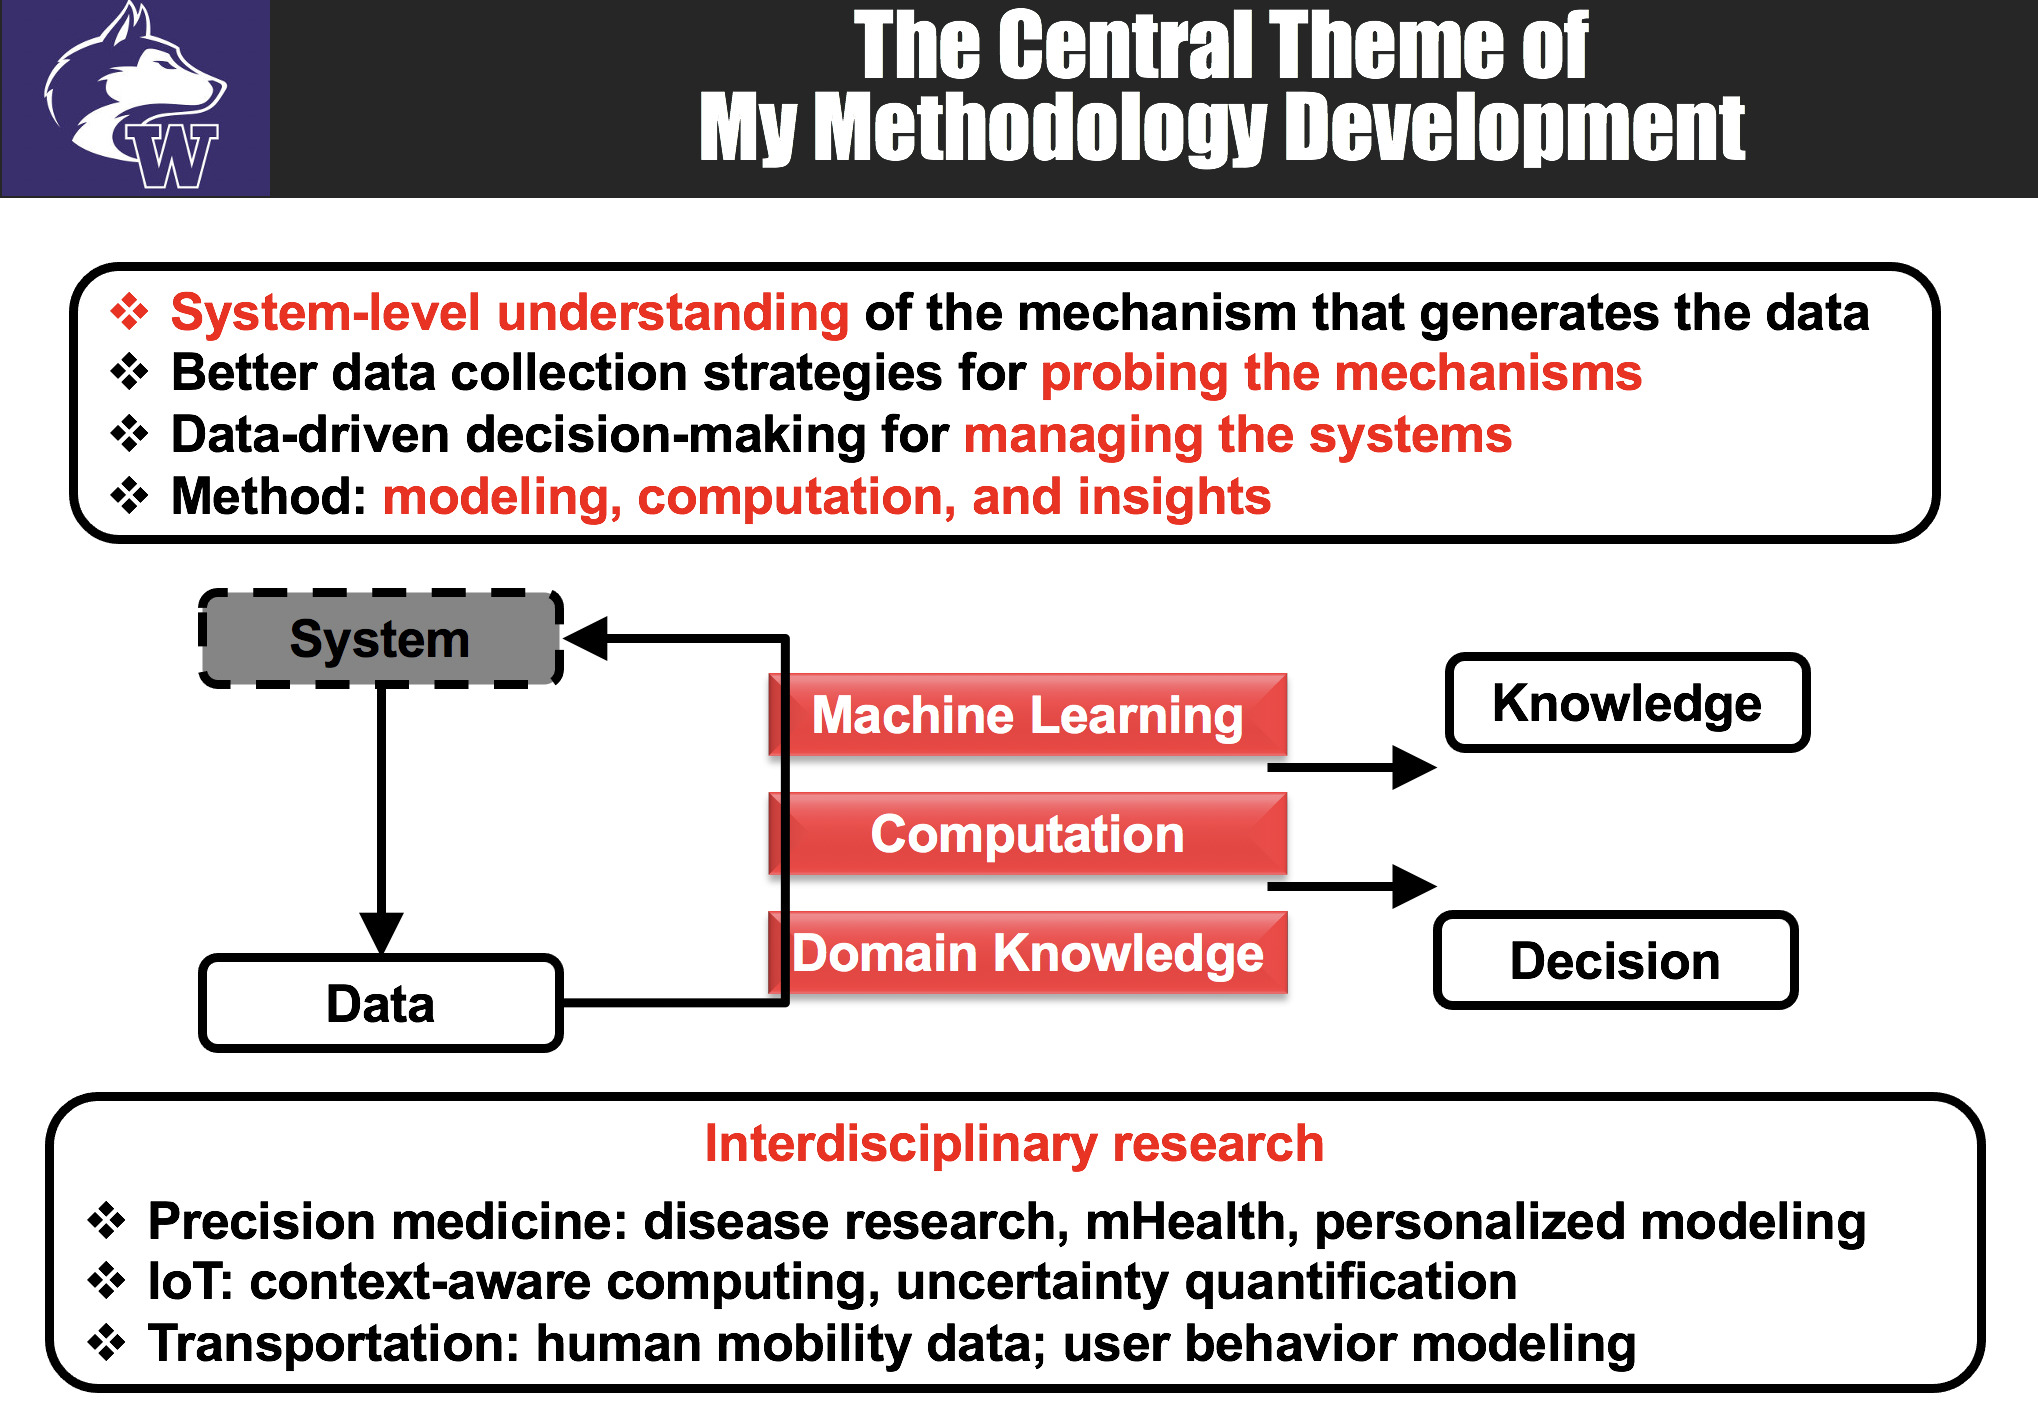 W
The Central Theme of
My Methodology Development
System-level understanding of the mechanism that generates the data
Better data collection strategies for probing the mechanisms
Data-driven decision-making for managing the systems
Method: modeling, computation, and insights
System
Machine Learning
Knowledge
Computation
Domain Knowledge
Decision
Data
Interdisciplinary research
Precision medicine: disease research, mHealth, personalized modeling
IoT: context-aware computing, uncertainty quantification
Transportation: human mobility data; user behavior modeling